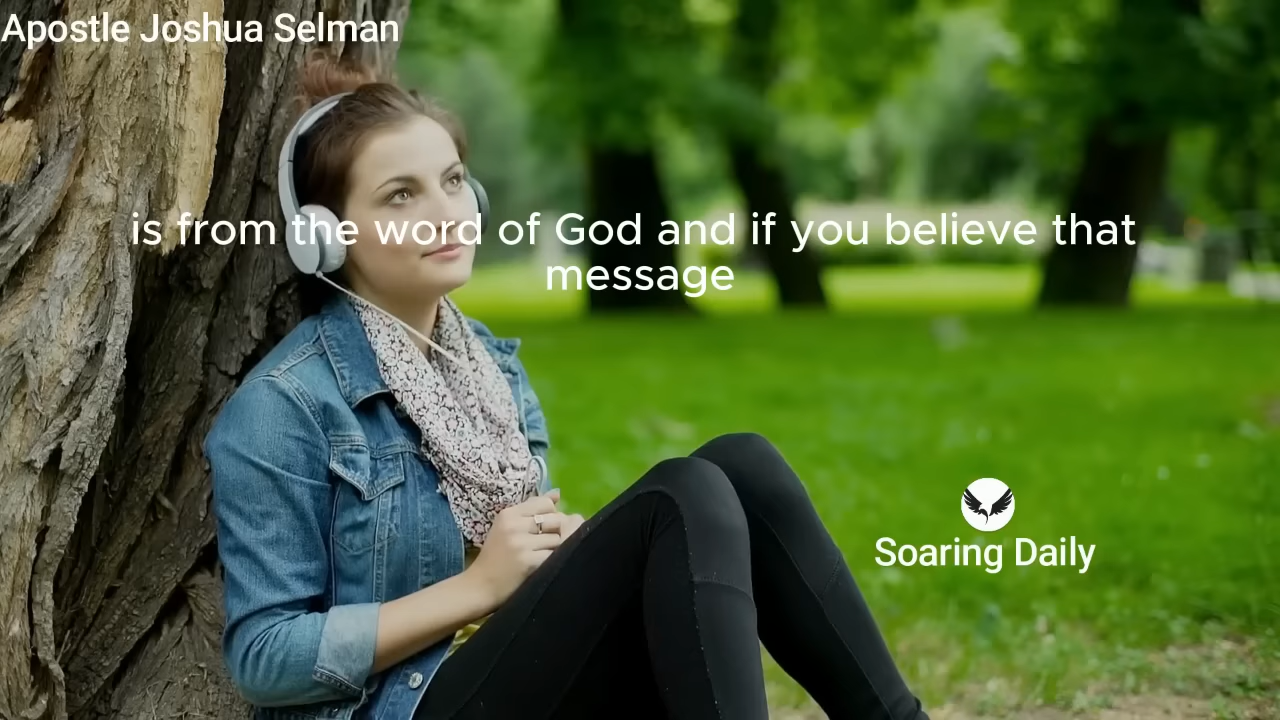 Apostle Joshua Selman
is from the word of God and if you believe that
message
Soaring Daily